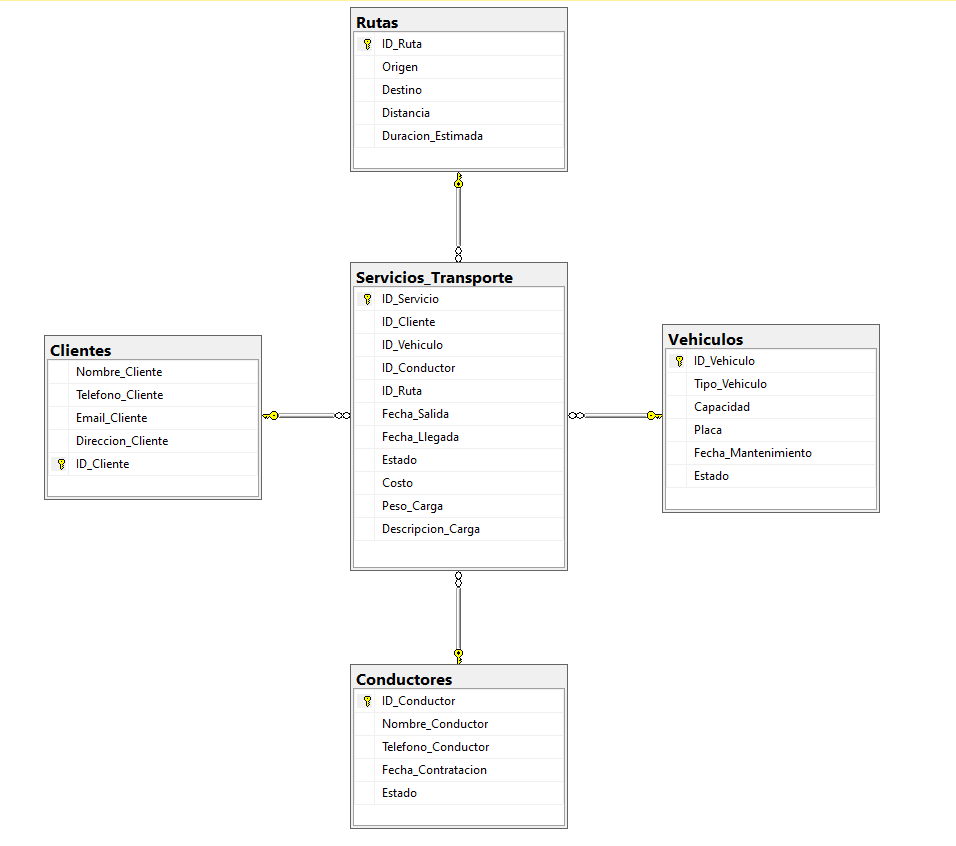 Rutas
ID_Ruta
Origen
Destino
Distancia
Duracion_Estimada
Servicios_Transporte
ID_Servicio
ID_Cliente
ID_Vehiculo
ID_Conductor
ID_Ruta
Fecha_Salida
Fecha_Llegada
Estado
Costo
Peso_Carga
Descripcion_Carga
Clientes
Nombre_Cliente
Telefono_Cliente
Email_Cliente
Direccion_Cliente
ID_Cliente
Vehiculos
ID_Vehiculo
Tipo_Vehiculo
Capacidad
Placa
Fecha_Mantenimiento
Estado
Conductores
ID_Conductor
Nombre_Conductor
Telefono_Conductor
Fecha_Contratacion
Estado